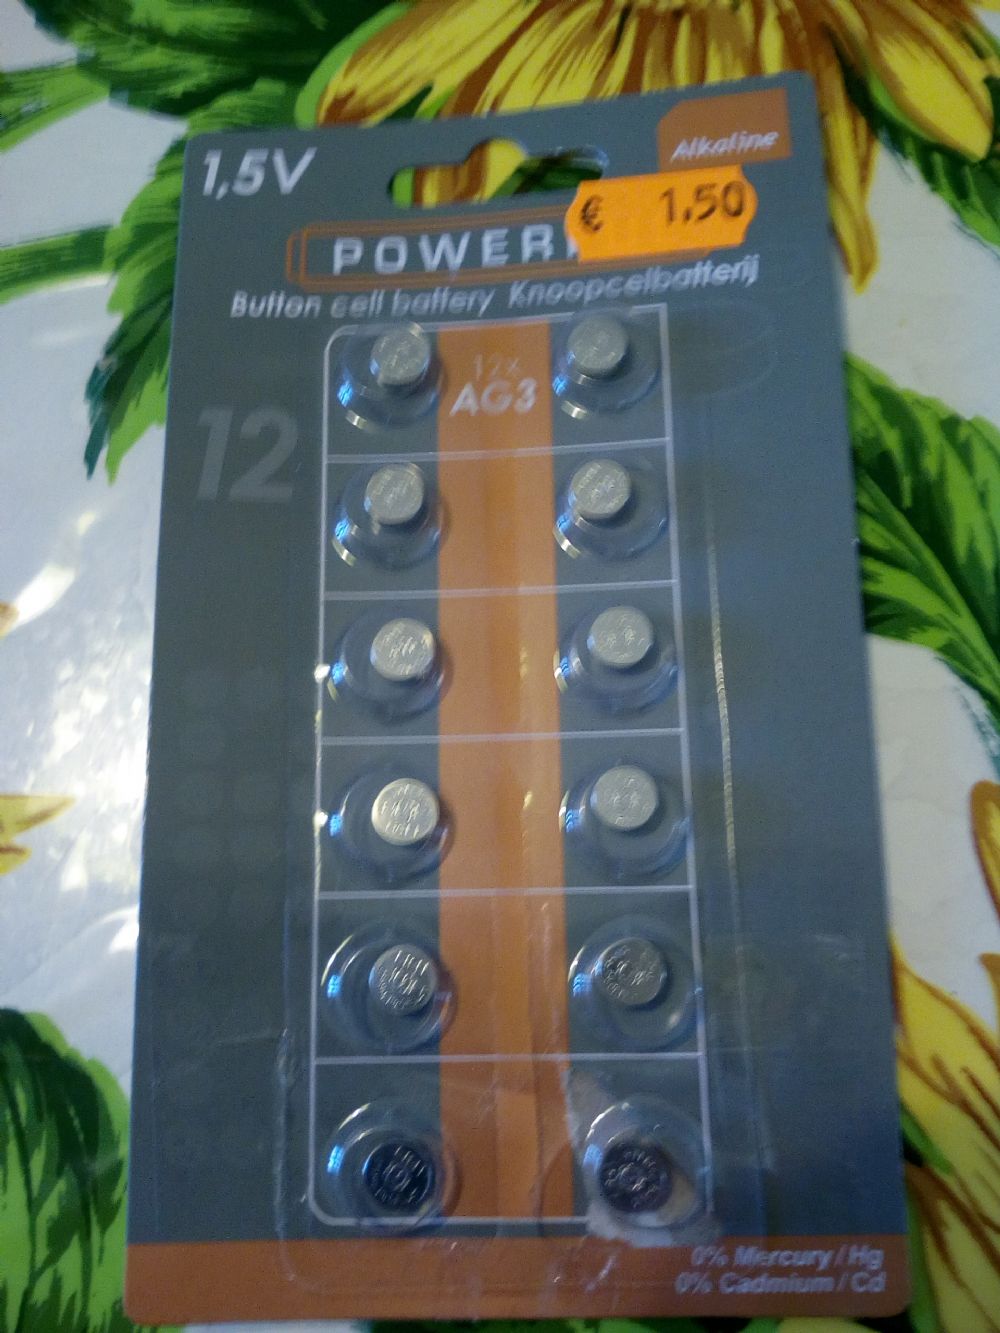 1,5V
Alkaline
€ 1.50
POWER
Button cell battery Knoopcelbatterij
12x
AG3
12
0% Mercury / Hg
0% Cadmium / Cd